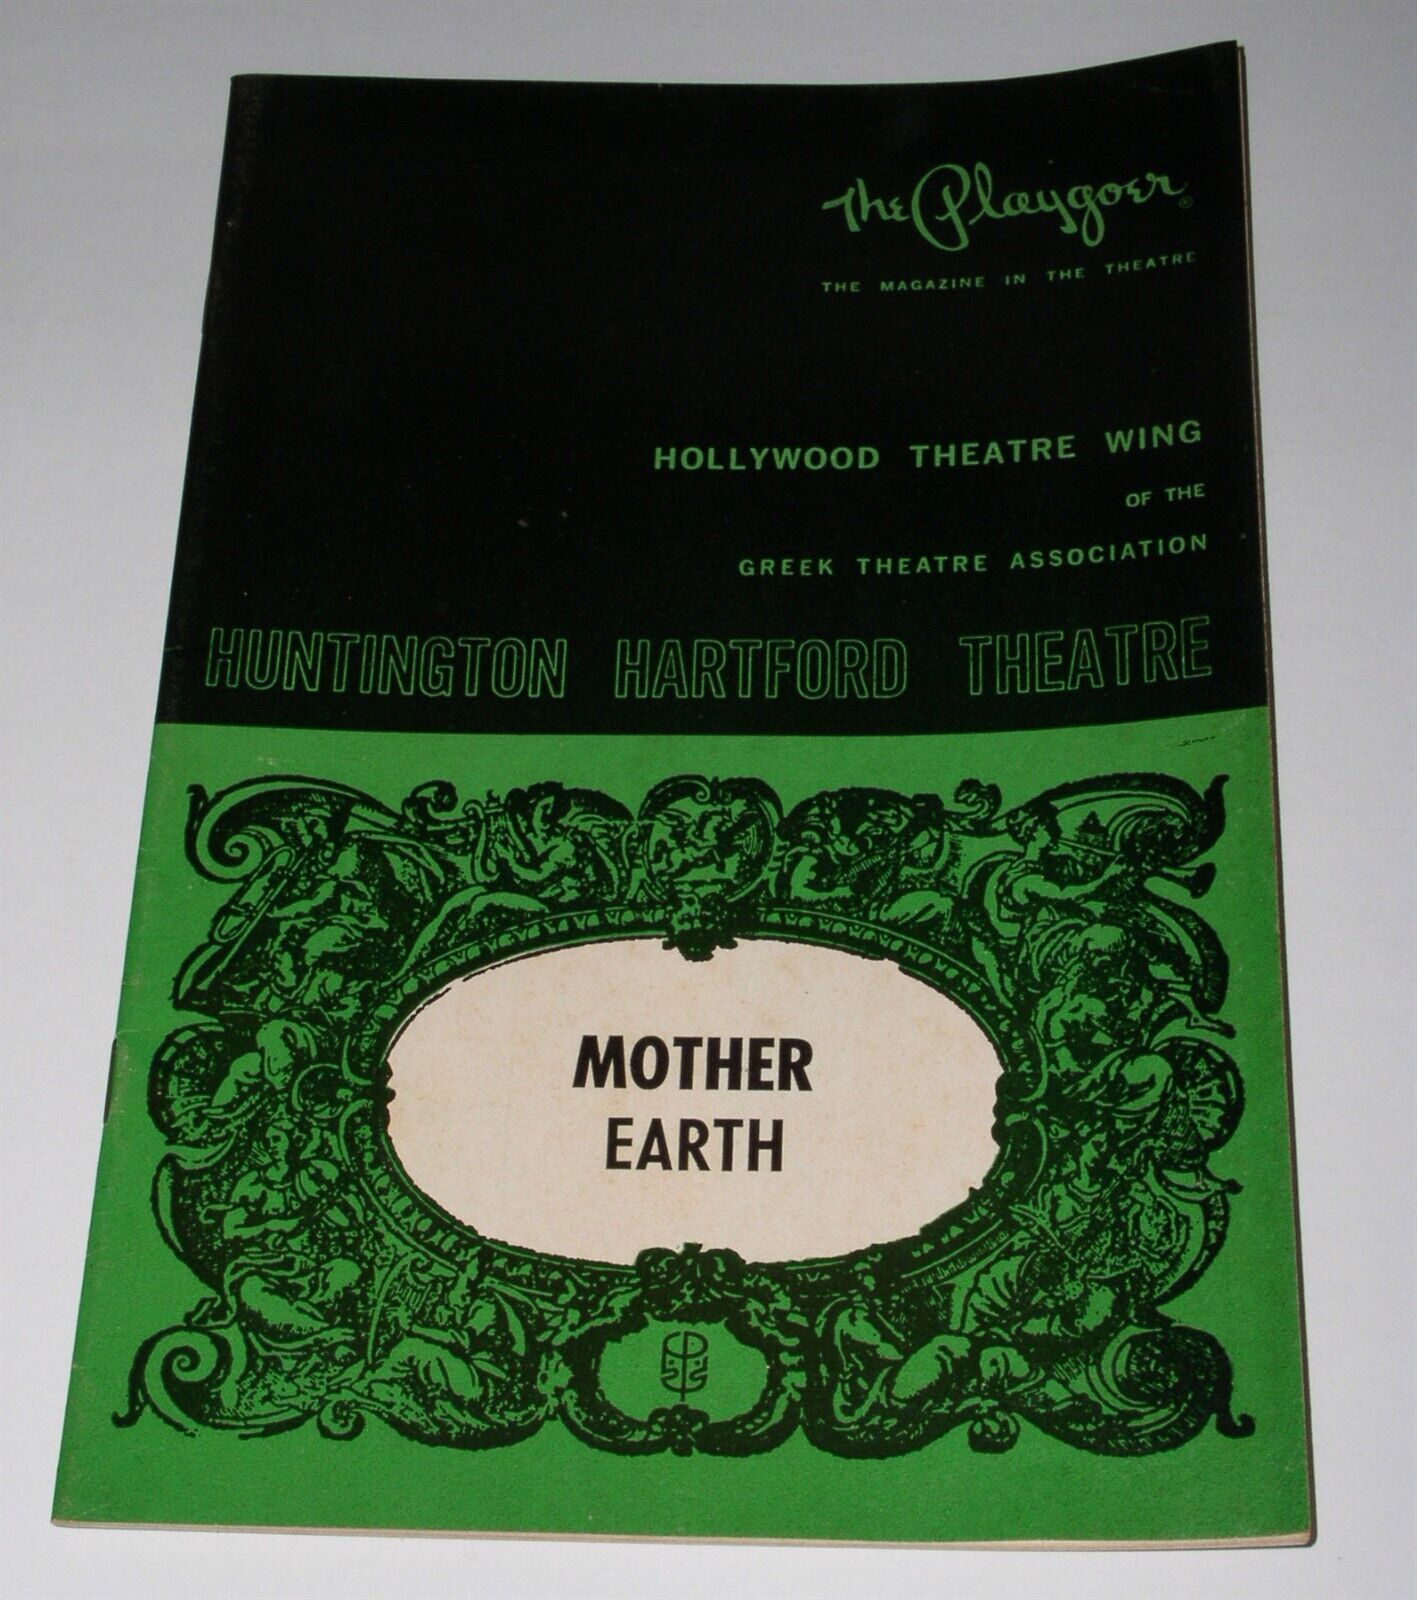 The Playgoer®
THE MAGAZINE IN THE THEATRE
HOLLYWOOD THEATRE WING
OF THE
GREEK THEATRE ASSOCIATION
HUNTINGTON HARTFORD THEATRE
MOTHER
EARTH